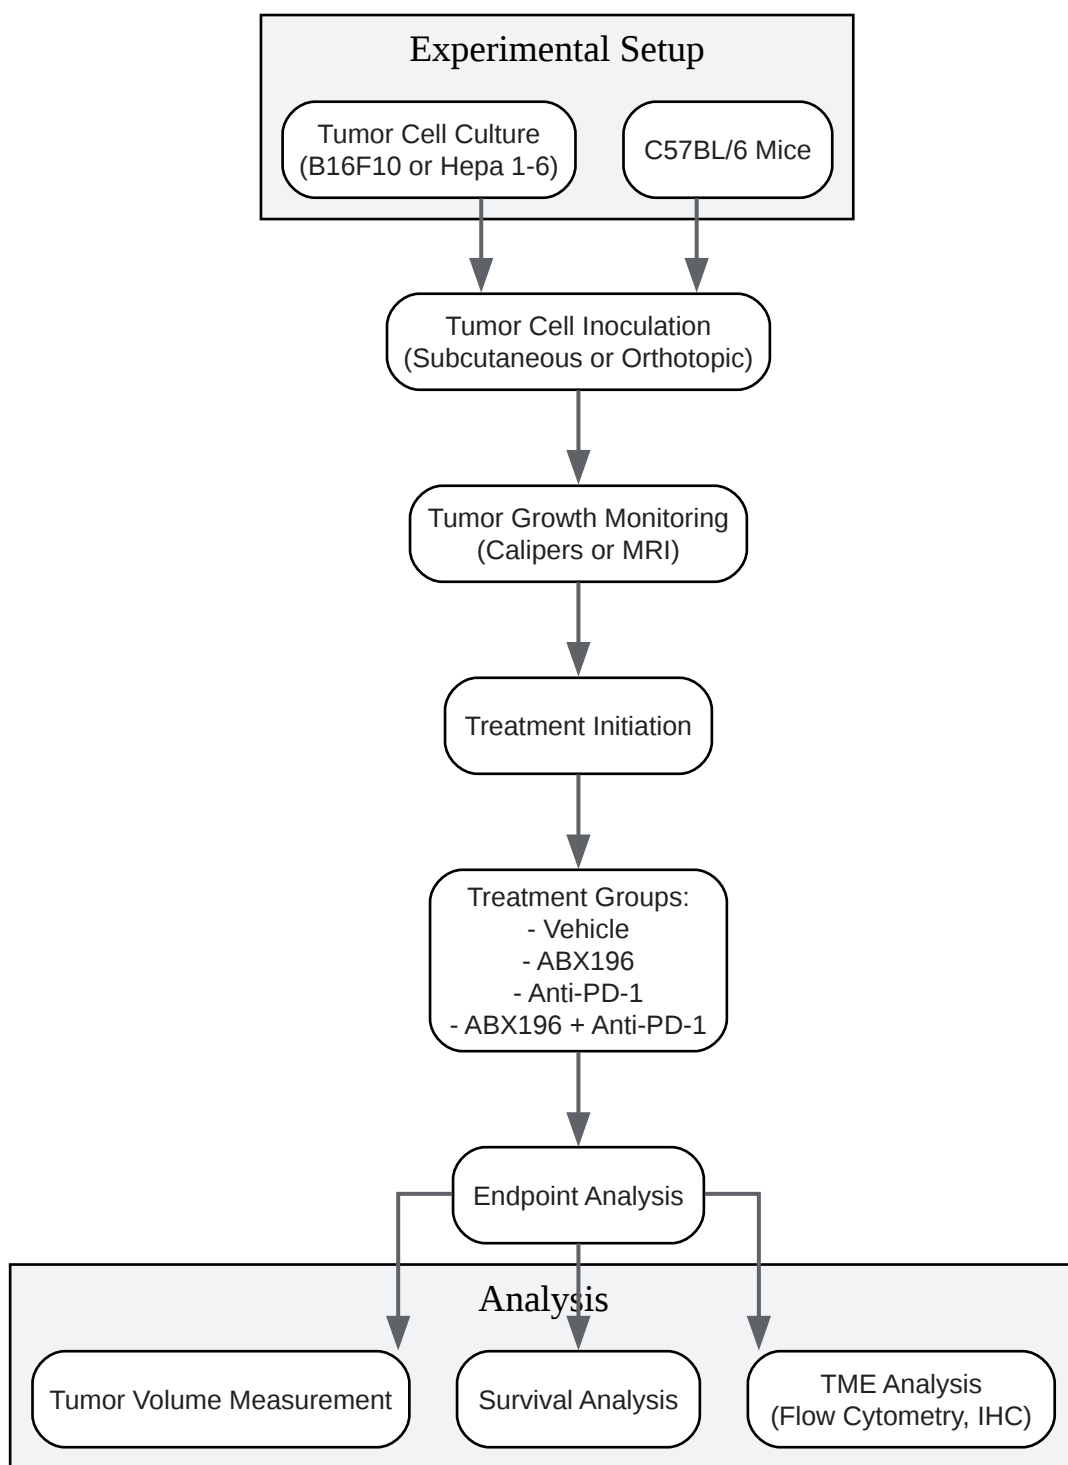 Experimental Setup
Tumor Cell Culture
(B16F10 or Hepa 1-6)
C57BL/6 Mice
Tumor Cell Inoculation
(Subcutaneous or Orthotopic)
Tumor Growth Monitoring
(Calipers or MRI)
Treatment Initiation
Treatment Groups:
- Vehicle
- ABX196
- Anti-PD-1
- ABX196 + Anti-PD-1
Endpoint Analysis
Analysis
Tumor Volume Measurement
Survival Analysis
TME Analysis
(Flow Cytometry, IHC)